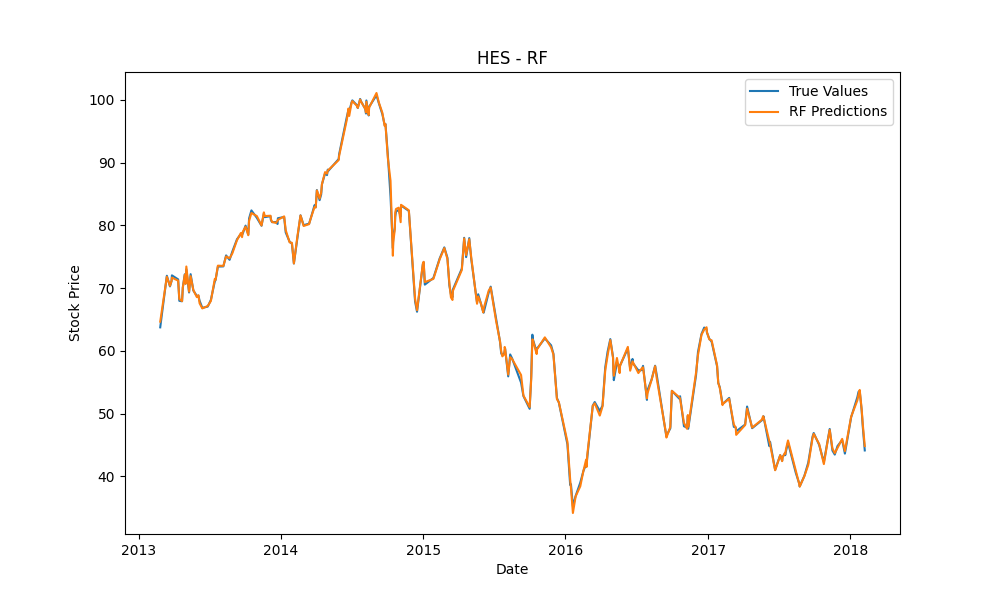 HES - RF
True Values
RF Predictions
Stock Price
100
90
80
70
60
50
40
2013
2014
2015
2016
2017
2018
Date